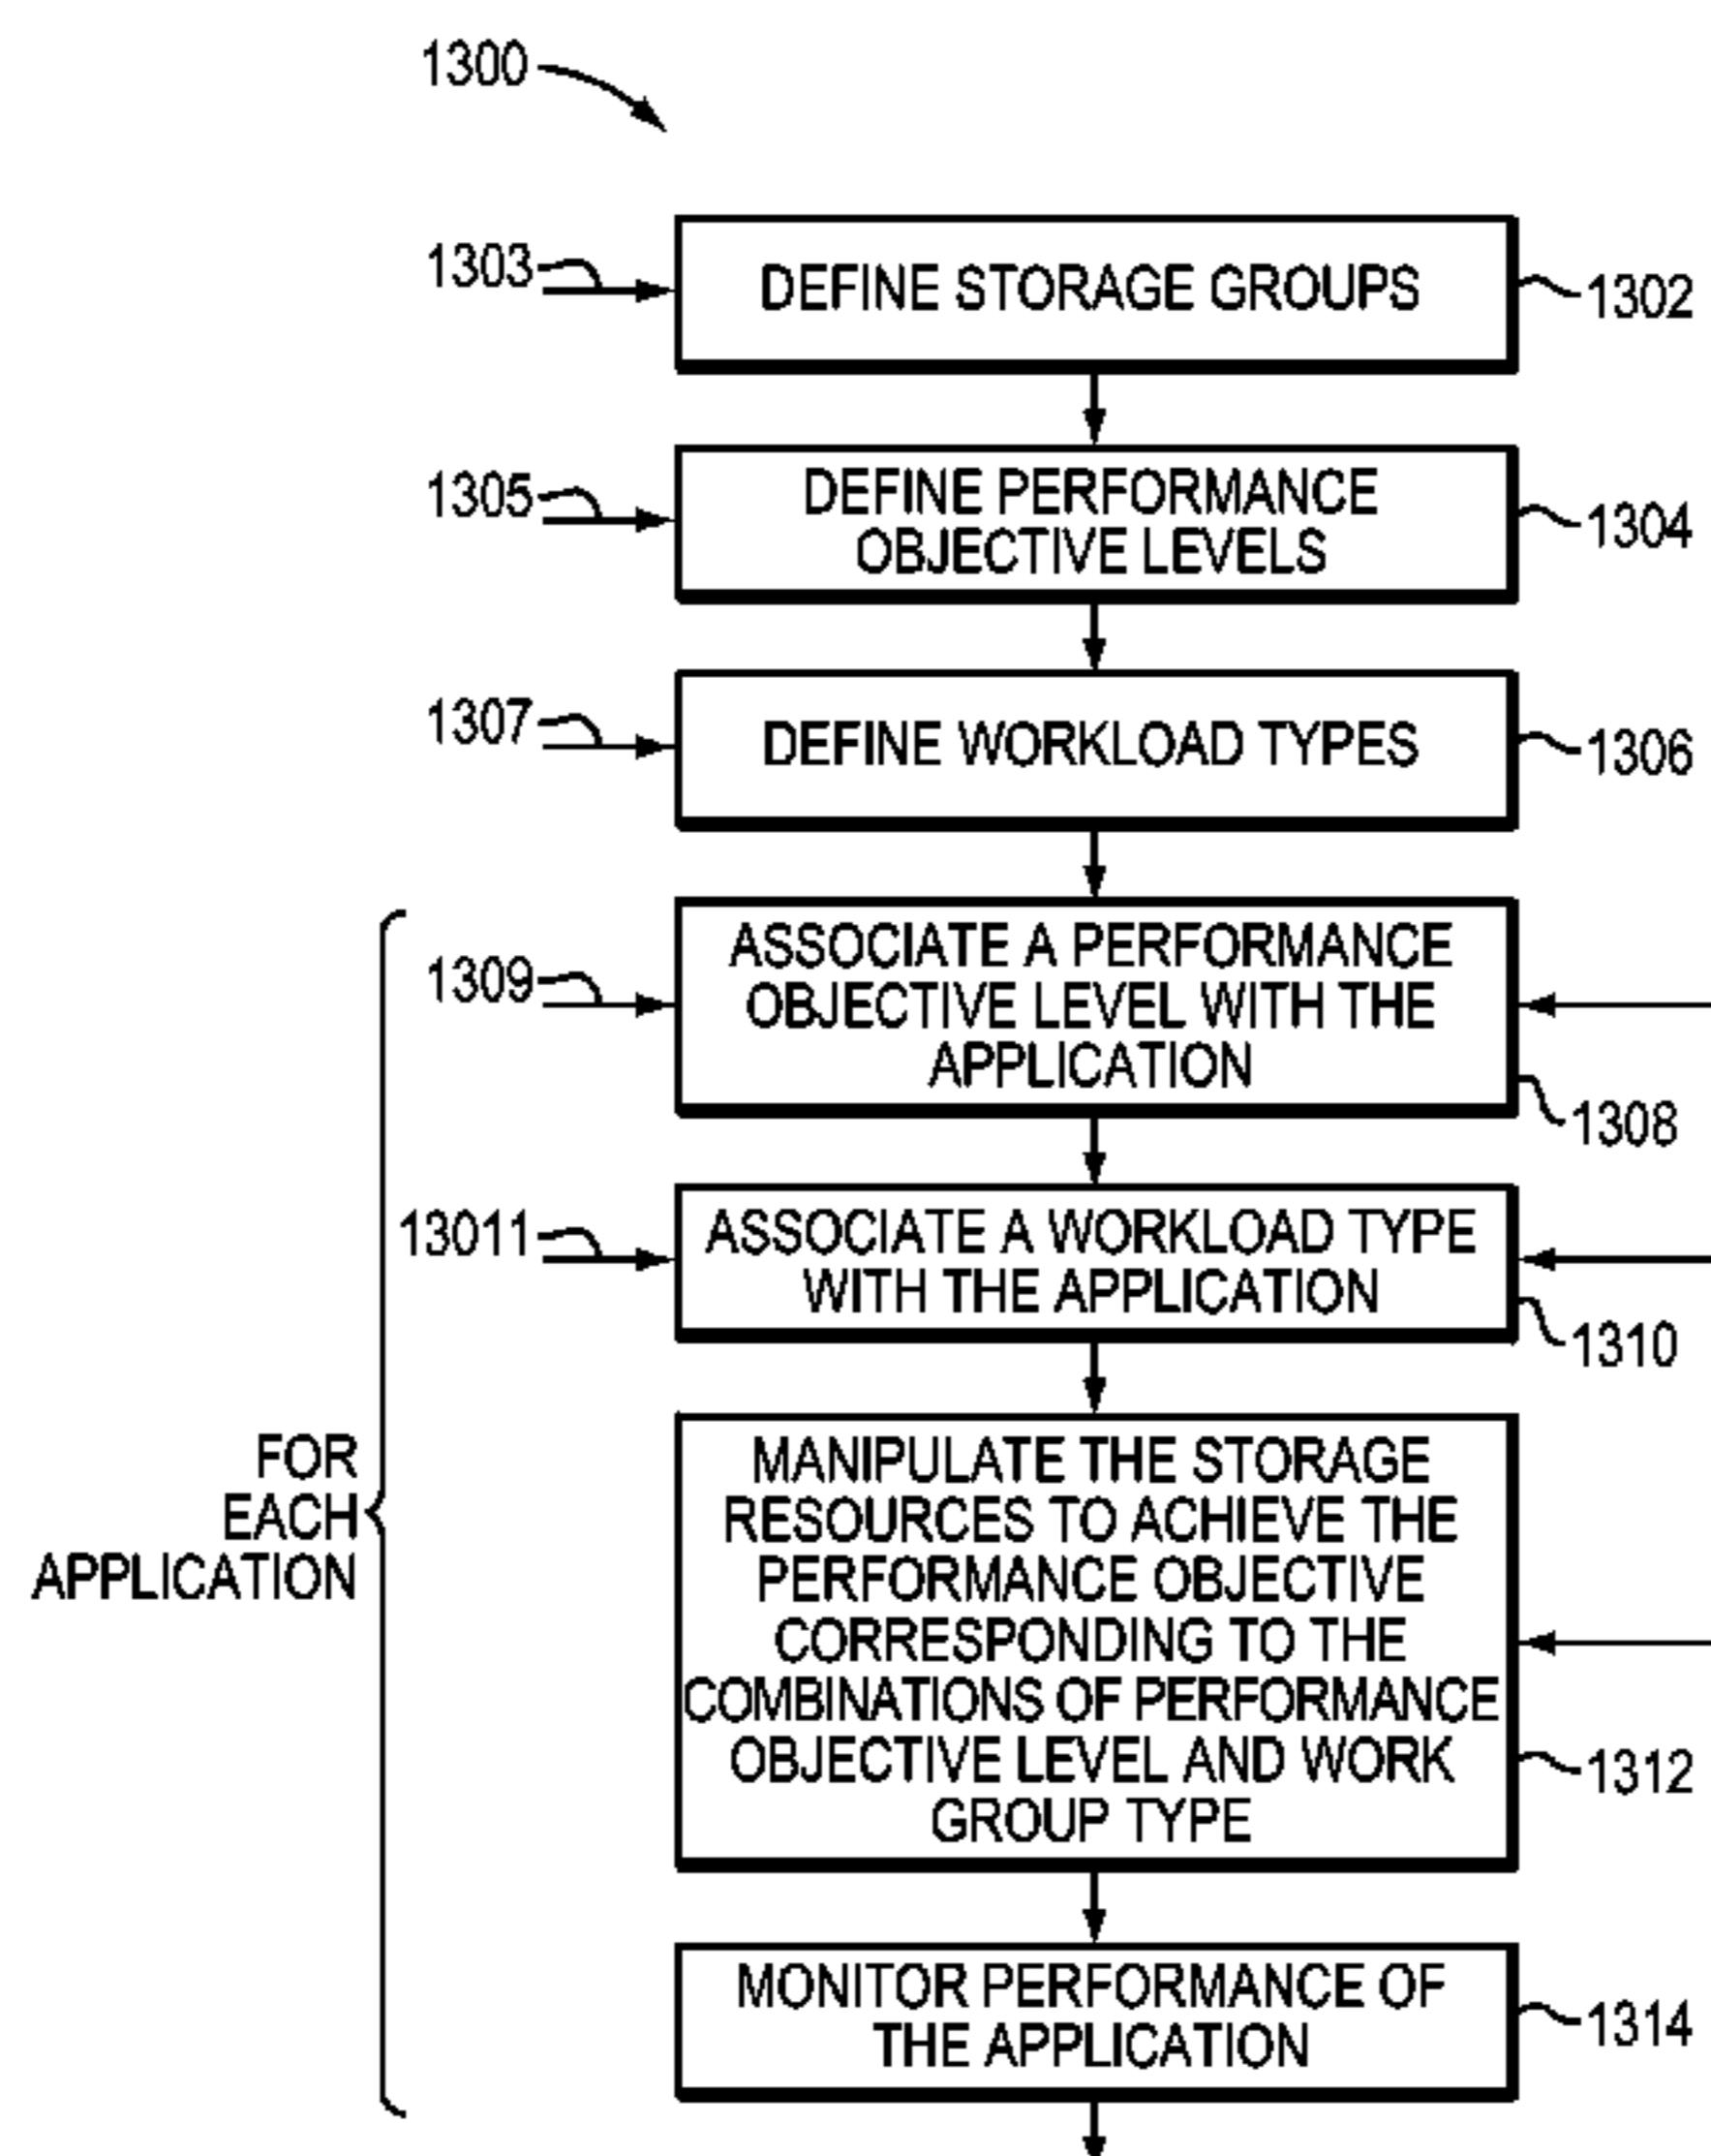 1300
1303
DEFINE STORAGE GROUPS
1302
1305
DEFINE PERFORMANCE
OBJECTIVE LEVELS
1304
1307
DEFINE WORKLOAD TYPES
1306
1309
ASSOCIATE A PERFORMANCE
OBJECTIVE LEVEL WITH THE
APPLICATION
1308
13011
ASSOCIATE A WORKLOAD TYPE
WITH THE APPLICATION
1310
FOR
EACH
APPLICATION
MANIPULATE THE STORAGE
RESOURCES TO ACHIEVE THE
PERFORMANCE OBJECTIVE
CORRESPONDING TO THE
COMBINATIONS OF PERFORMANCE
OBJECTIVE LEVEL AND WORK
GROUP TYPE
1312
MONITOR PERFORMANCE OF
THE APPLICATION
1314